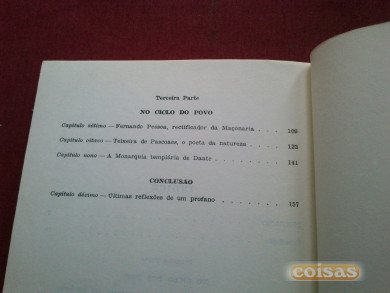 Terceira Parte
NO CICLO DO POVO
Capítulo sétimo — Fernando Pessoa, rectificador da Maçonaria . . . 109
Capítulo oitavo — Teixeira de Pascoaes, o poeta da natureza . . . . 129
Capítulo nono — A Monarquia templária de Dante . . . . . . . . 141
CONCLUSÃO
Capítulo décimo — Últimas reflexões de um profano . . . . . . . 157
coisas